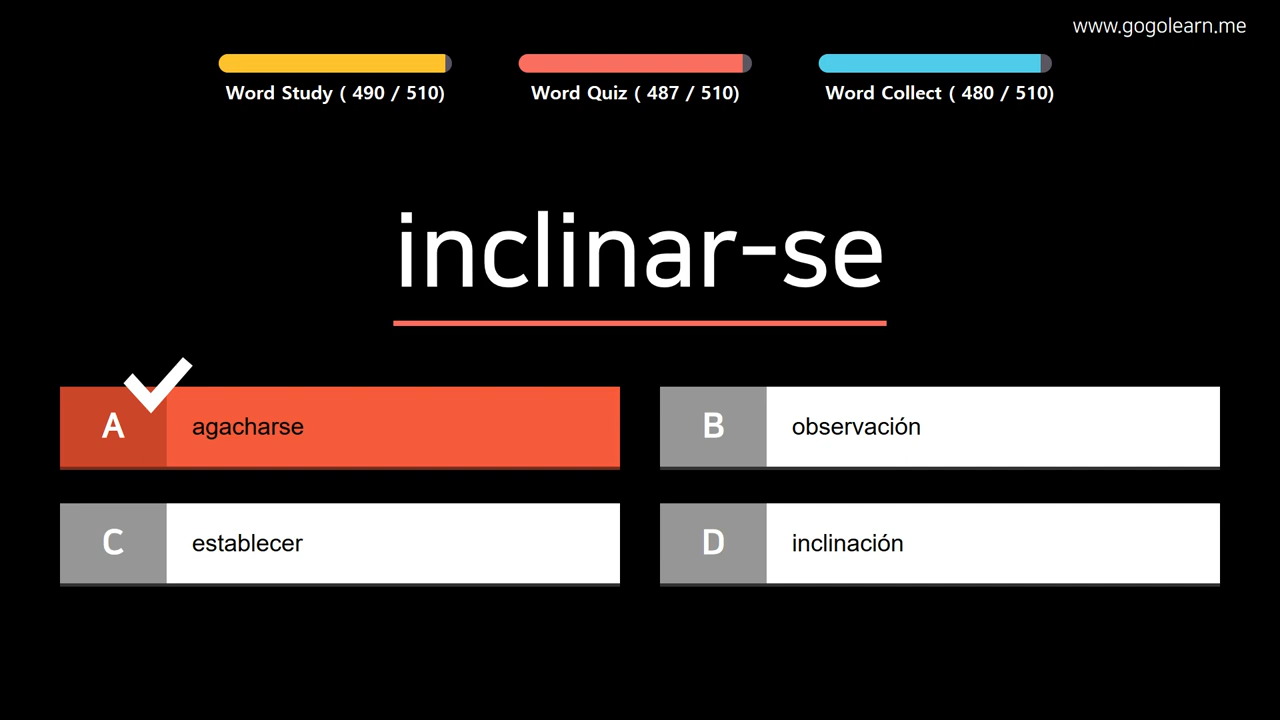 www.gogolearn.me
Word Study ( 490 / 510)
Word Quiz ( 487 / 510)
Word Collect ( 480 / 510)
inclinar-se
A agacharse
B observación
C establecer
D inclinación